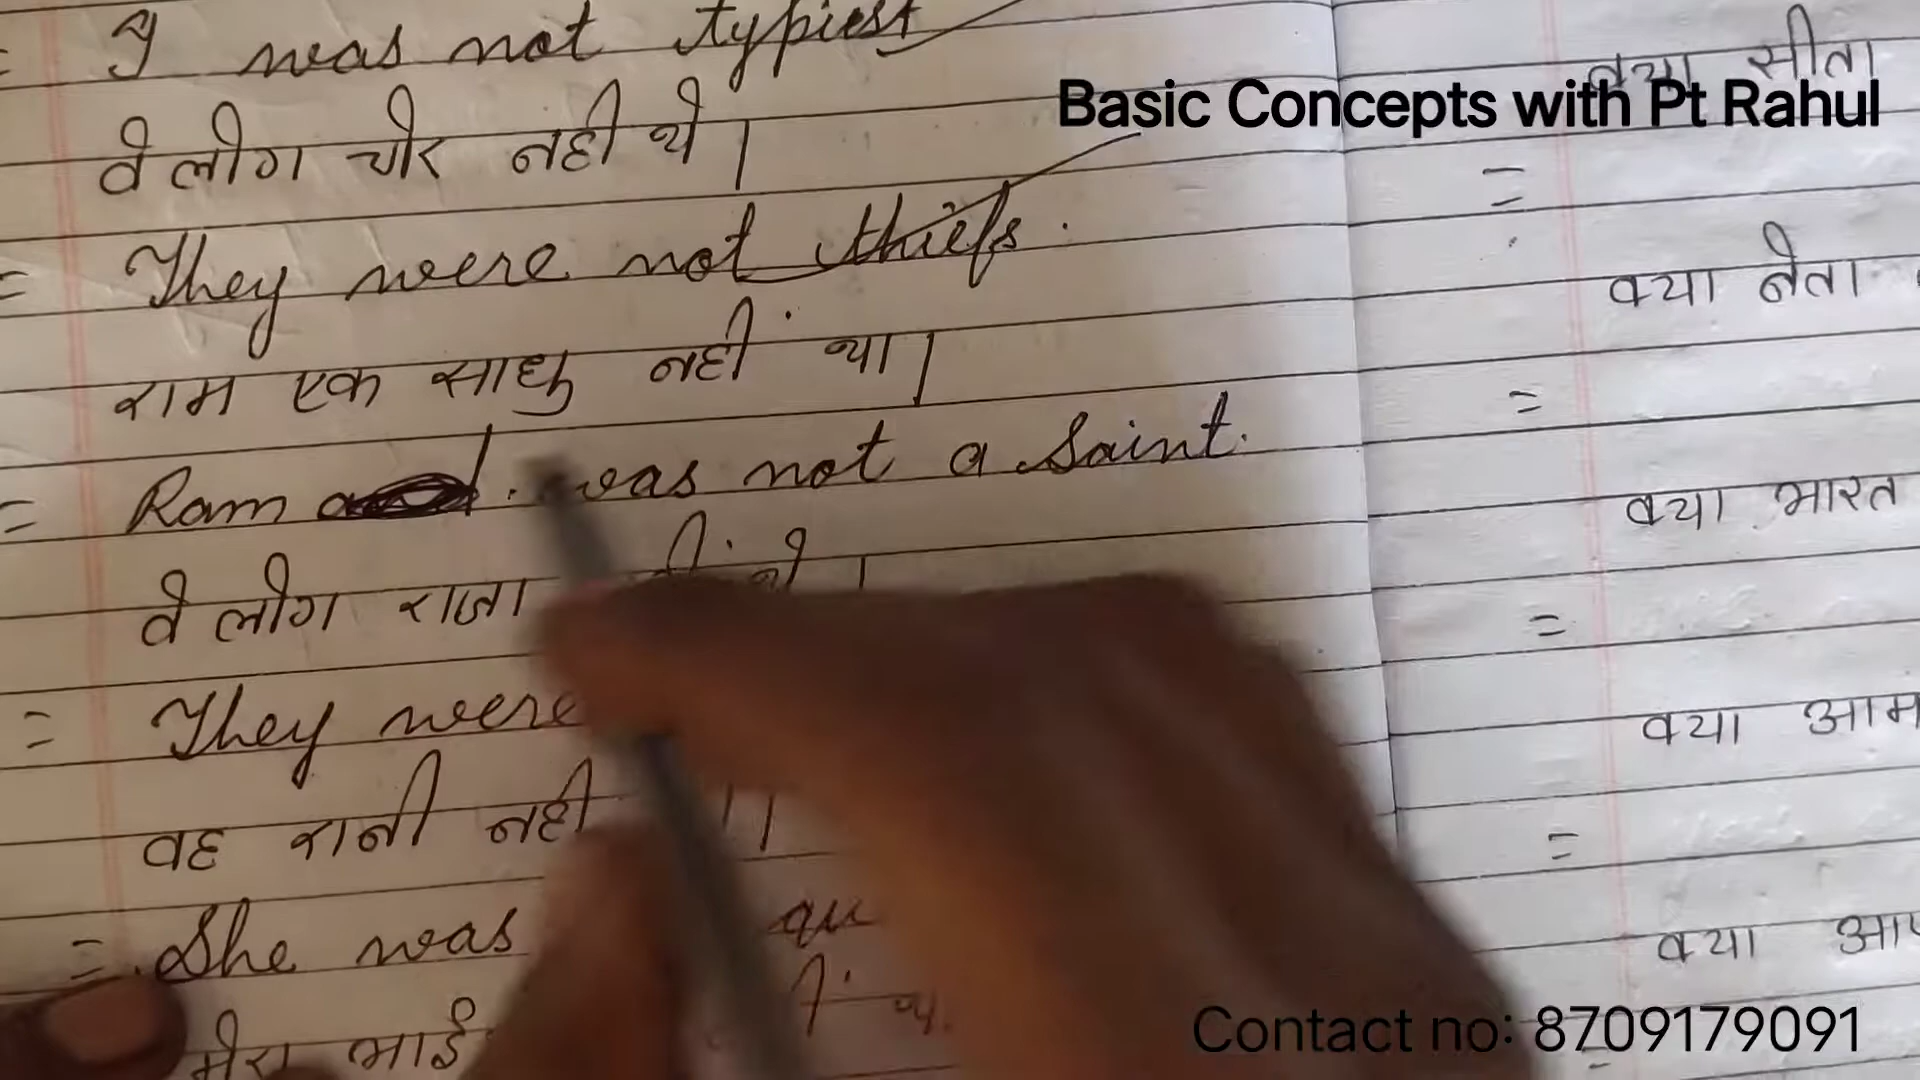 = I was not typiest
वे लोग चोर नही थे।
= They were not thiefs.
राम एक साधु नहीं था।
= Ram was not a Saint.
वे लोग राजा
= They were
वह रानी नही
= She was qu
मेरा भाई
क्या सीता
=
क्या नेता
=
क्या भारत
=
क्या आम
=
क्या
Basic Concepts with Pt Rahul
Contact no: 8709179091